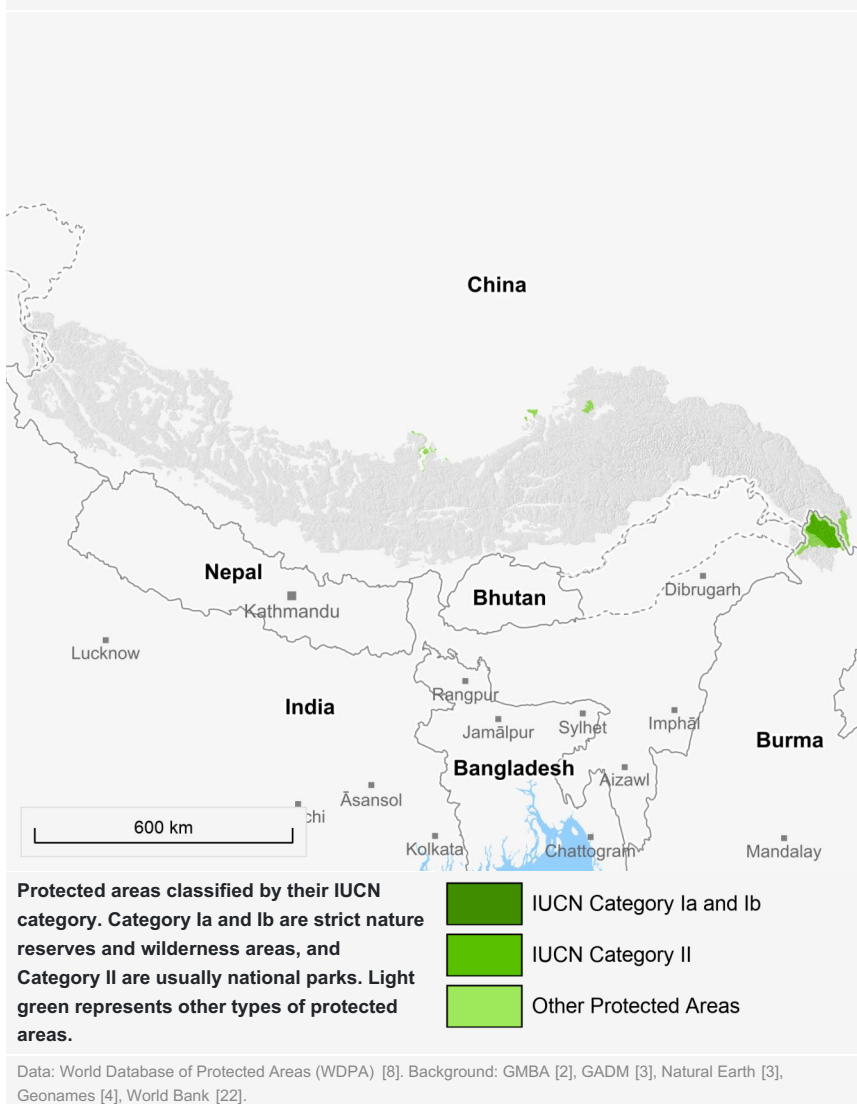 China
Nepal
Kathmandu
Bhutan
Dibrugarh
Lucknow
India
Rangpur
Jamālpur
Sylhet
Imphāl
Burma
Bangladesh
Aizawl
Āsansol
chi
600 km
Kolkata
Chattogram
Mandalay
Protected areas classified by their IUCN
category. Category Ia and Ib are strict nature
reserves and wilderness areas, and
Category II are usually national parks. Light
green represents other types of protected
areas.
IUCN Category Ia and Ib
IUCN Category II
Other Protected Areas
Data: World Database of Protected Areas (WDPA) [8]. Background: GMBA [2], GADM [3], Natural Earth [3],
Geonames [4], World Bank [22].